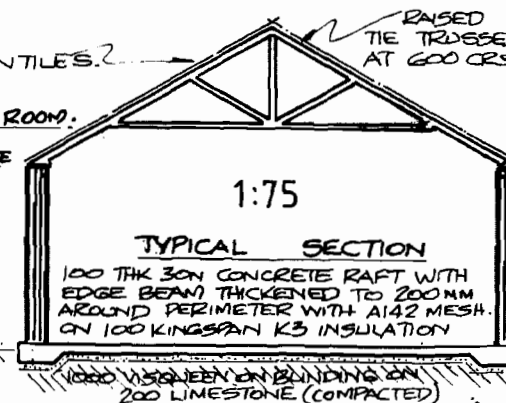 RAISED
TIE TRUSSE
AT 600 CRS
N TILES.
ROOM.
E
1:75
TYPICAL SECTION
100 THK 30N CONCRETE RAFT WITH
EDGE BEAM THICKENED TO 200MM
AROUND PERIMETER WITH A142 MESH.
ON 100 KINGSPAN K3 INSULATION
1000 VISQUEEN ON BLINDING ON
200 LIMESTONE (COMPACTED)